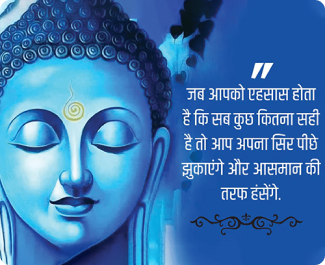 "
जब आपको एहसास होता
है कि सब कुछ कितना सही
है तो आप अपना सिर पीछे
झुकाएंगे और आसमान की
तरफ हंसेंगे.